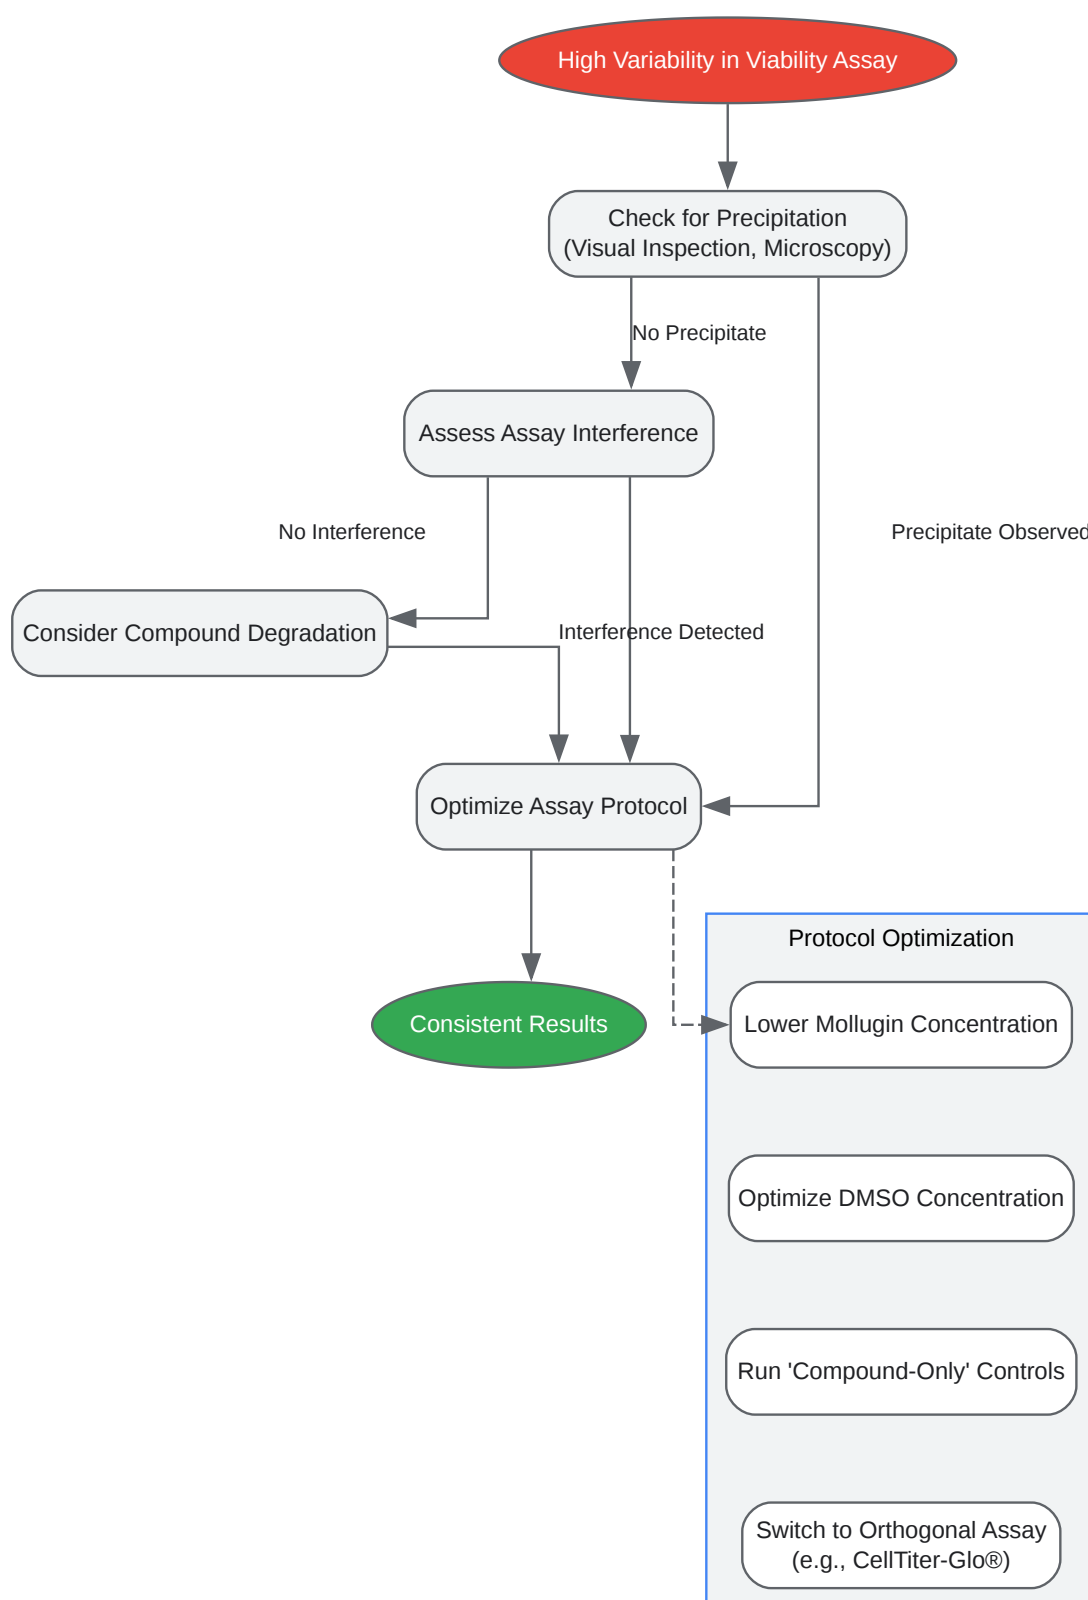 High Variability in Viability Assay
Check for Precipitation
(Visual Inspection, Microscopy)
No Precipitate
Assess Assay Interference
No Interference
Precipitate Observed
Consider Compound Degradation
Interference Detected
Optimize Assay Protocol
Protocol Optimization
Consistent Results
Lower Mollugin Concentration
Optimize DMSO Concentration
Run 'Compound-Only' Controls
Switch to Orthogonal Assay
(e.g., CellTiter-Glo®)